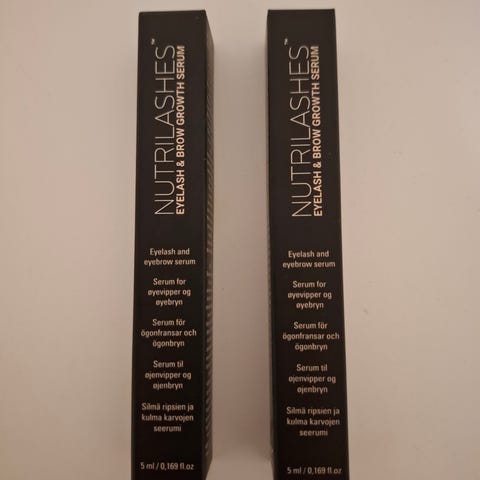 NUTRILASHES™
EYELASH & BROW GROWTH SERUM
Eyelash and
eyebrow serum
Serum for
øyevipper og
øyebryn
Serum för
ögonfransar och
ögonbryn
Serum til
øjenvipper og
øjenbryn
Silmä ripsien ja
kulma karvojen
seerumi
5 ml / 0,169 fl.oz
NUTRILASHES™
EYELASH & BROW GROWTH SERUM
Eyelash and
eyebrow serum
Serum for
øyevipper og
øyebryn
Serum för
ögonfransar och
ögonbryn
Serum til
øjenvipper og
øjenbryn
Silmä ripsien ja
kulma karvojen
seerumi
5 ml / 0,169 fl.oz